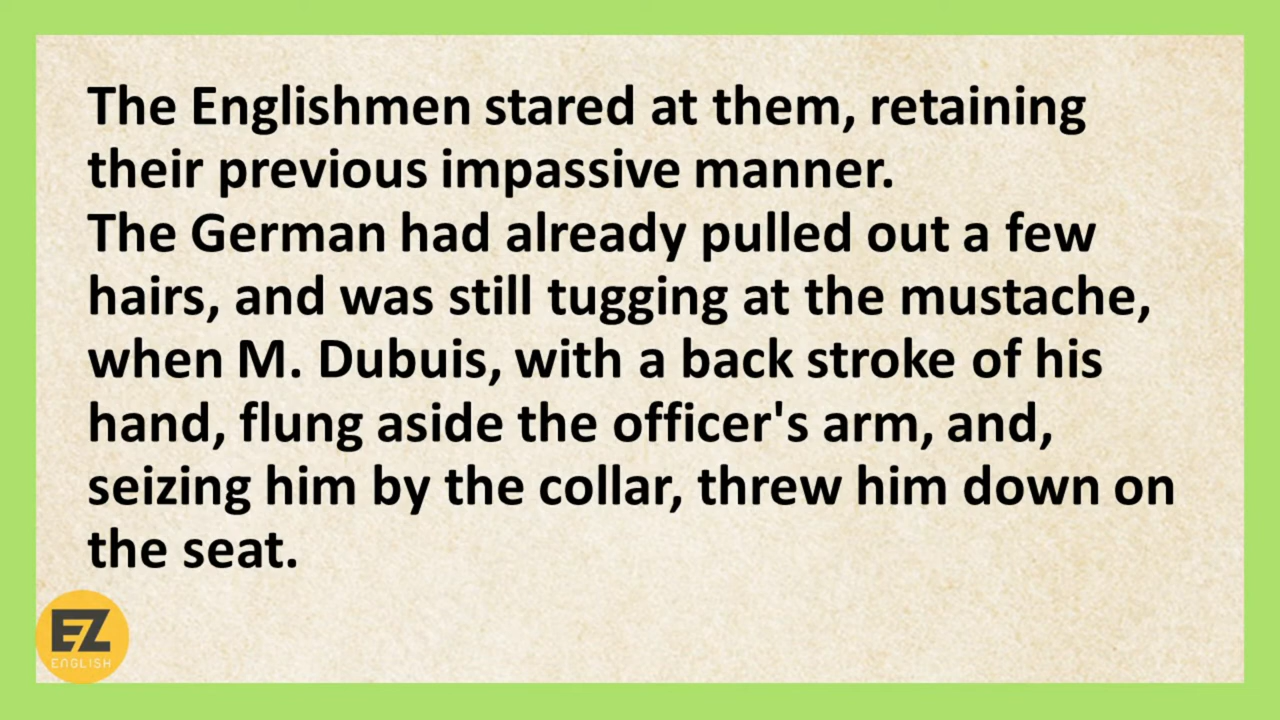 The Englishmen stared at them, retaining
their previous impassive manner.
The German had already pulled out a few
hairs, and was still tugging at the mustache,
when M. Dubuis, with a back stroke of his
hand, flung aside the officer's arm, and,
seizing him by the collar, threw him down on
the seat.
EZ
ENGLISH